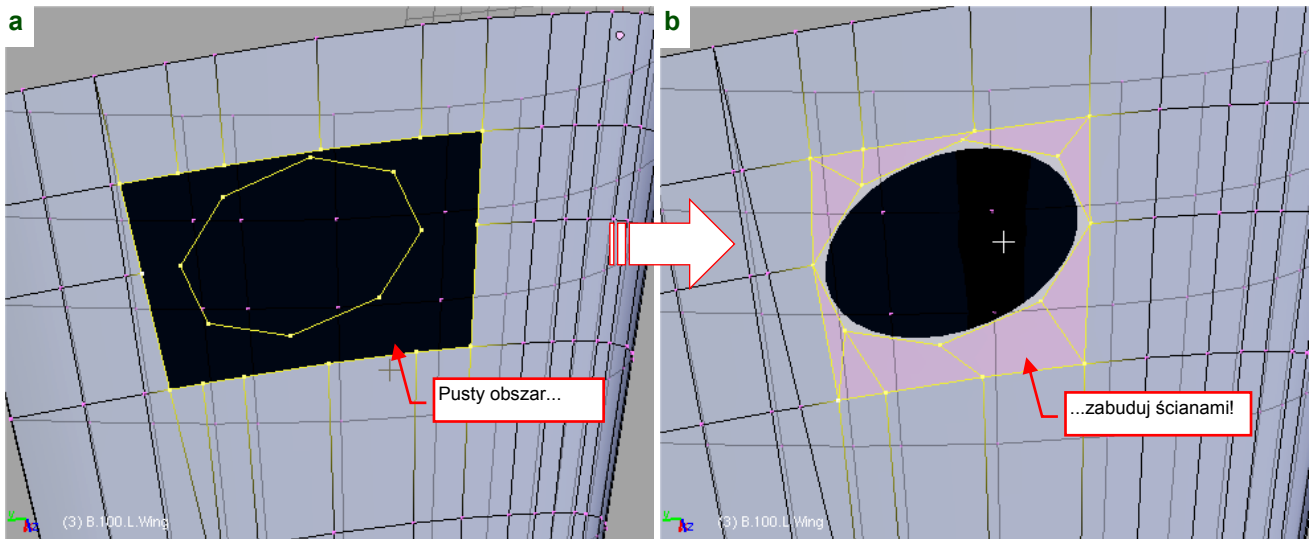 a
b
Pusty obszar...
...zabuduj ścianami!
y z
(3) B.100.L.Wing
y z
(3) B.100.L.Wing